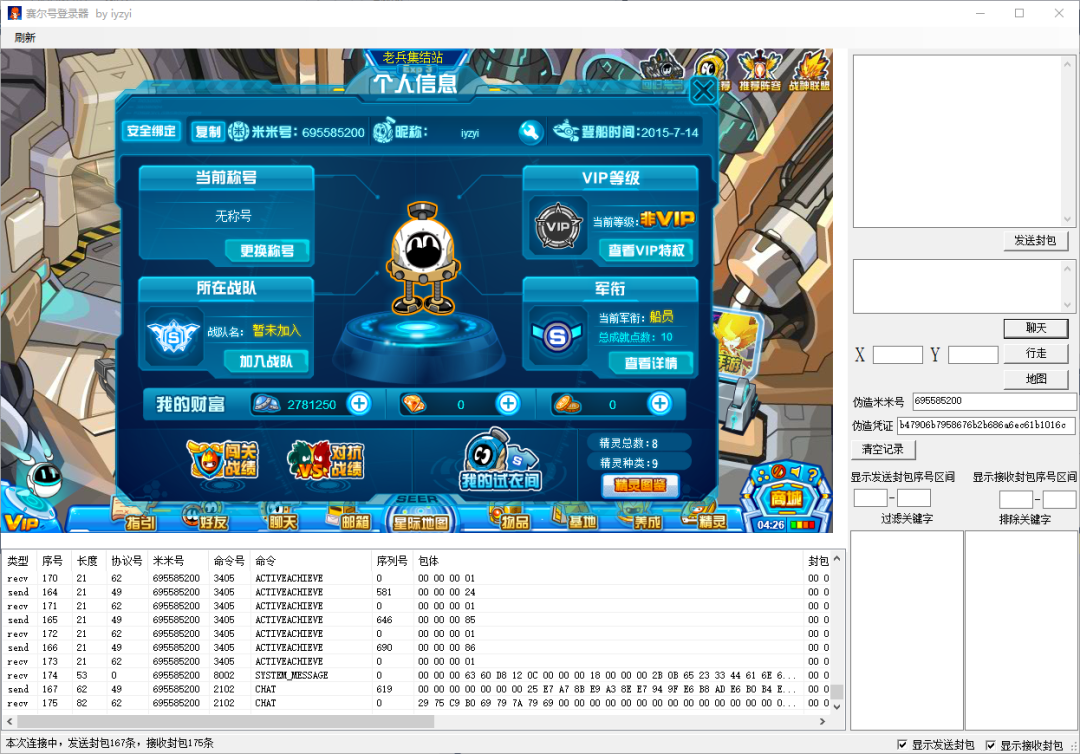 赛尔号登录器 by iyzyi
刷新
老兵集结站
个人信息
推荐阵容
战神联盟
安全绑定
复制
米米号：695585200
昵称：
iyzyi
登船时间：2015-7-14
当前称号
无称号
更换称号
VIP等级
VIP
当前等级：非VIP
查看VIP特权
所在战队
S
战队名：暂未加入
加入战队
军衔
S
当前军衔：船员
总成就点数：10
查看详情
手游
我的财富
2781250
0
0
闯关战绩
VS
对抗战绩
S
我的试衣间
精灵总数：8
精灵种类：9
精灵图鉴
VIP
指引
好友
聊天
邮箱
SEER
星际地图
物品
基地
养成
精灵
商城
04:26
发送封包
聊天
X
Y
行走
地图
伪造米米号 695585200
伪造凭证 b47906b7958676b2b686a6ec61b1016c
清空记录
显示发送封包序号区间 显示接收封包序号区间
- -
过滤关键字 排除关键字
类型 序号 长度 协议号 米米号 命令号 命令 序列号 包体 封包
recv 170 21 62 695585200 3405 ACTIVEACHIEVE 0 00 00 00 01 00 0
send 164 21 49 695585200 3405 ACTIVEACHIEVE 581 00 00 00 24 00 0
recv 171 21 62 695585200 3405 ACTIVEACHIEVE 0 00 00 00 01 00 0
send 165 21 49 695585200 3405 ACTIVEACHIEVE 646 00 00 00 85 00 0
recv 172 21 62 695585200 3405 ACTIVEACHIEVE 0 00 00 00 01 00 0
send 166 21 49 695585200 3405 ACTIVEACHIEVE 690 00 00 00 86 00 0
recv 173 21 62 695585200 3405 ACTIVEACHIEVE 0 00 00 00 01 00 0
recv 174 53 0 695585200 8002 SYSTEM_MESSAGE 0 00 00 00 63 60 D8 12 0C 00 00 00 18 00 00 00 2B 0B 65 23 33 44 61 6E 6... 00 0
send 167 62 49 695585200 2102 CHAT 619 00 00 00 00 00 00 00 25 E7 A7 8B E9 A3 8E E7 94 9F E6 B8 AD E6 B0 B4 E... 00 0
recv 175 82 62 695585200 2102 CHAT 0 29 75 C9 B0 69 79 7A 79 69 00 00 00 00 00 00 00 00 00 00 00 00 00 00 0... 00 0
本次连接中，发送封包167条，接收封包175条
显示发送封包 显示接收封包